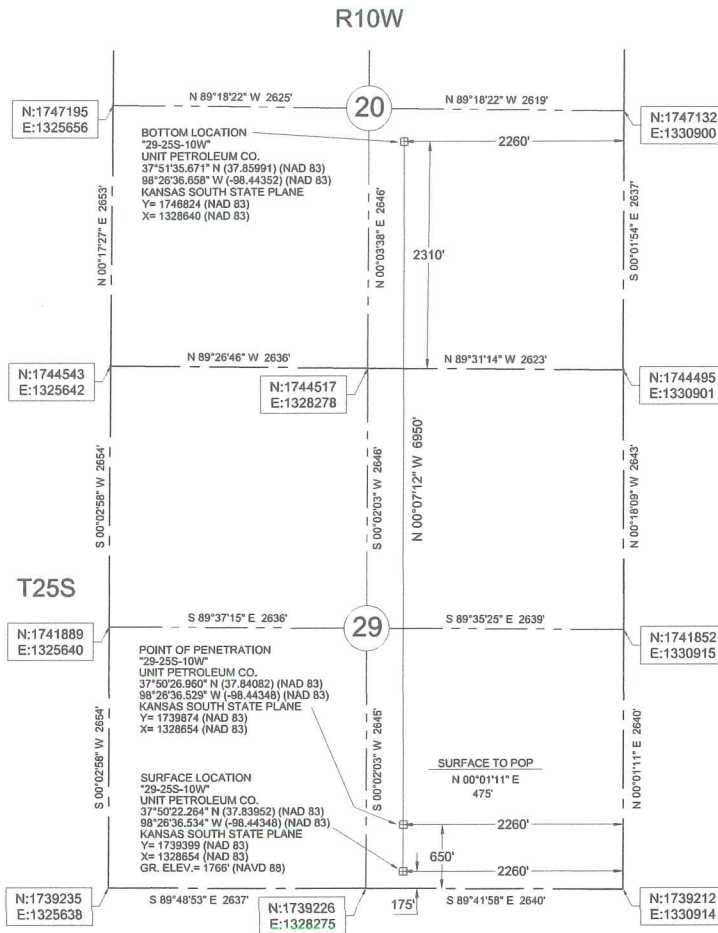 R10W
N 89°18'22" W 2625'
20
N 89°18'22" W 2619'
N:1747195
E:1325656
N:1747132
E:1330900
BOTTOM LOCATION
"29-25S-10W"
UNIT PETROLEUM CO.
37°51'35.671" N (37.85991) (NAD 83)
98°26'36.658" W (-98.44352) (NAD 83)
KANSAS SOUTH STATE PLANE
Y= 1746824 (NAD 83)
X= 1328640 (NAD 83)
2260'
N 00°17'27" E 2653'
N 00°03'38" E 2646'
2310'
S 00°01'54" E 2637'
N 89°26'46" W 2636'
N 89°31'14" W 2623'
N:1744543
E:1325642
N:1744517
E:1328278
N:1744495
E:1330901
S 00°02'58" W 2654'
S 00°02'03" W 2646'
N 00°07'12" W 6950'
N 00°18'09" W 2643'
T25S
S 89°37'15" E 2636'
29
S 89°35'25" E 2639'
N:1741889
E:1325640
N:1741852
E:1330915
POINT OF PENETRATION
"29-25S-10W"
UNIT PETROLEUM CO.
37°50'26.960" N (37.84082) (NAD 83)
98°26'36.529" W (-98.44348) (NAD 83)
KANSAS SOUTH STATE PLANE
Y= 1739874 (NAD 83)
X= 1328654 (NAD 83)
S 00°02'58" W 2654'
S 00°02'03" W 2645'
N 00°01'11" E 2640'
SURFACE TO POP
N 00°01'11" E
475'
SURFACE LOCATION
"29-25S-10W"
UNIT PETROLEUM CO.
37°50'22.264" N (37.83952) (NAD 83)
98°26'36.534" W (-98.44348) (NAD 83)
KANSAS SOUTH STATE PLANE
Y= 1739399 (NAD 83)
X= 1328654 (NAD 83)
GR. ELEV.= 1766' (NAVD 88)
2260'
650'
2260'
N:1739235
E:1325638
S 89°48'53" E 2637'
N:1739226
E:1328275
175'
S 89°41'58" E 2640'
N:1739212
E:1330914